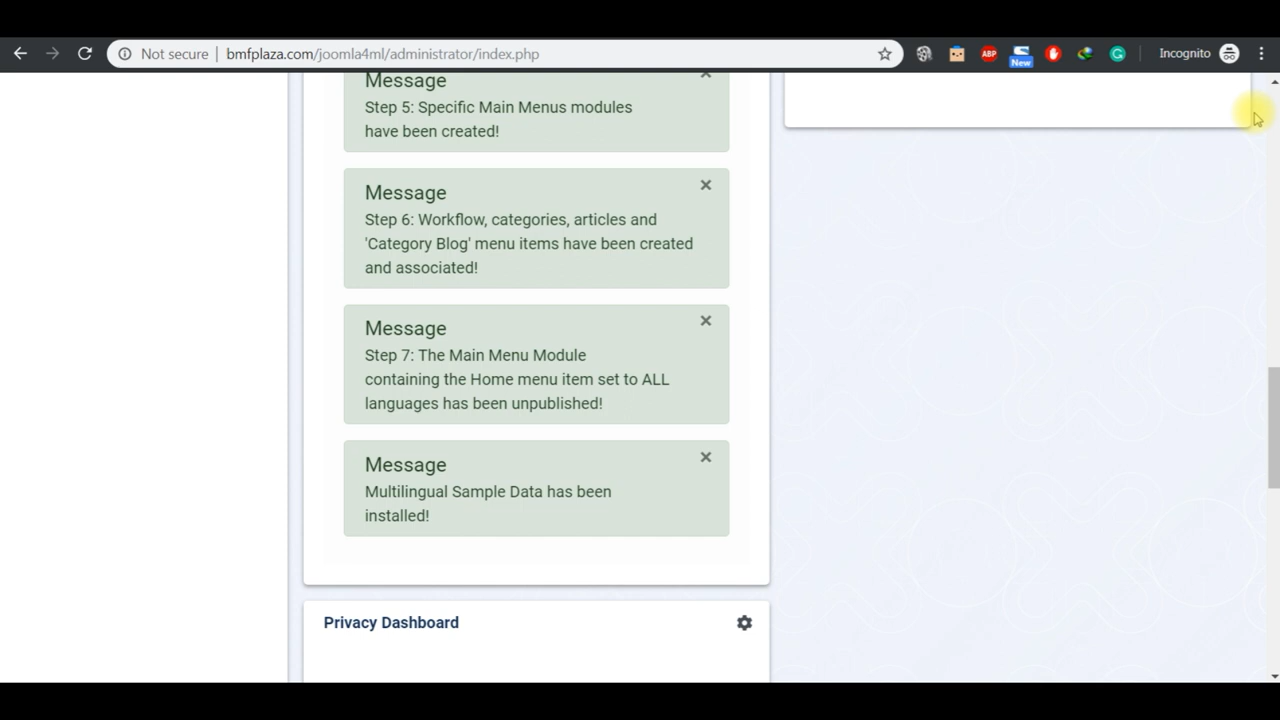 Not secure
bmfplaza.com/joomla4ml/administrator/index.php
ABP
New
Incognito
Message
Step 5: Specific Main Menus modules
have been created!
Message
Step 6: Workflow, categories, articles and
'Category Blog' menu items have been created
and associated!
Message
Step 7: The Main Menu Module
containing the Home menu item set to ALL
languages has been unpublished!
Message
Multilingual Sample Data has been
installed!
Privacy Dashboard